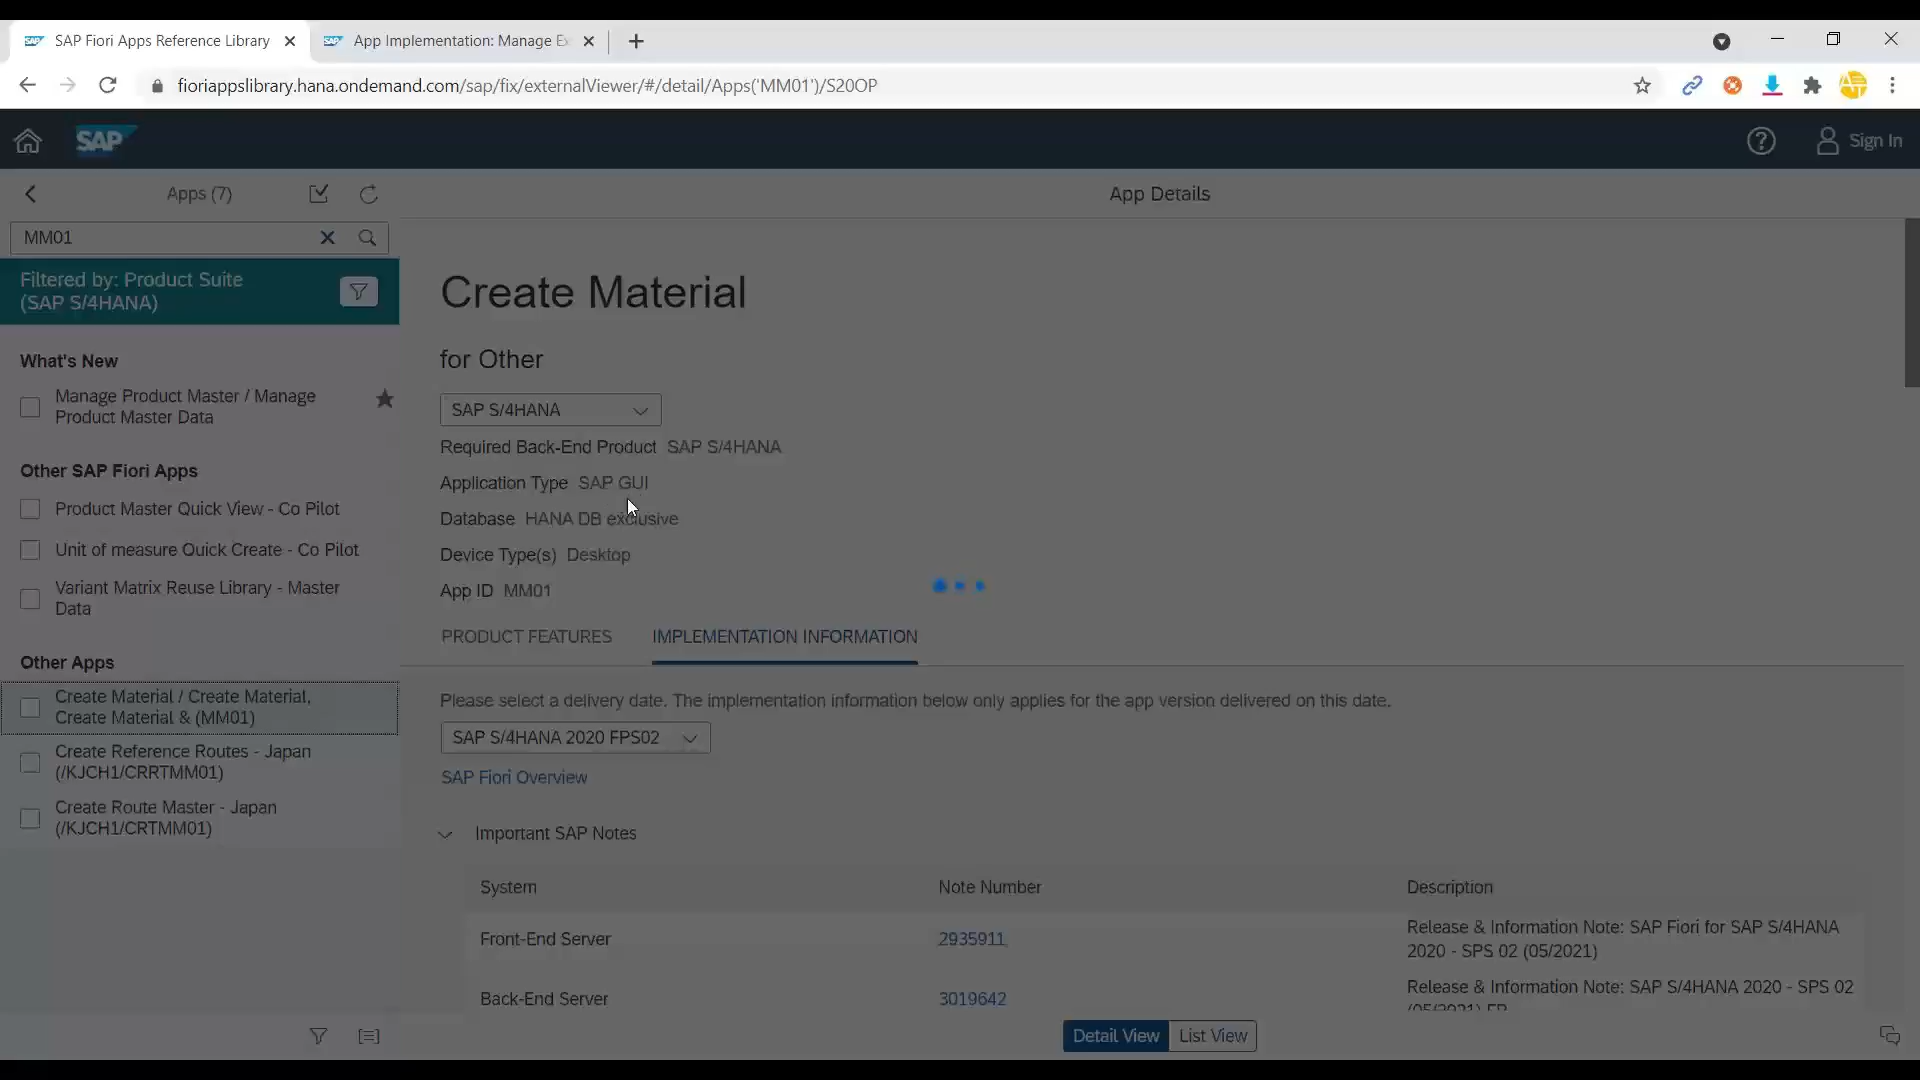 SAP Fiori Apps Reference Library
App Implementation: Manage E
fioriappslibrary.hana.ondemand.com/sap/fix/externalViewer/#/detail/Apps('MM01')/S20OP
SAP
Sign In
Apps (7)
App Details
MM01
Filtered by: Product Suite
(SAP S/4HANA)
What's New
Manage Product Master / Manage
Product Master Data
Other SAP Fiori Apps
Product Master Quick View - Co Pilot
Unit of measure Quick Create - Co Pilot
Variant Matrix Reuse Library - Master
Data
Other Apps
Create Material / Create Material,
Create Material & (MM01)
Create Reference Routes - Japan
(/KJCH1/CRRTMM01)
Create Route Master - Japan
(/KJCH1/CRTMM01)
Create Material
for Other
SAP S/4HANA
Required Back-End Product SAP S/4HANA
Application Type SAP GUI
Database HANA DB exclusive
Device Type(s) Desktop
App ID MM01
PRODUCT FEATURES IMPLEMENTATION INFORMATION
Please select a delivery date. The implementation information below only applies for the app version delivered on this date.
SAP S/4HANA 2020 FPS02
SAP Fiori Overview
Important SAP Notes
System Note Number Description
Front-End Server 2935911 Release & Information Note: SAP Fiori for SAP S/4HANA
2020 - SPS 02 (05/2021)
Back-End Server 3019642 Release & Information Note: SAP S/4HANA 2020 - SPS 02
(05/2021) FP
Detail View List View